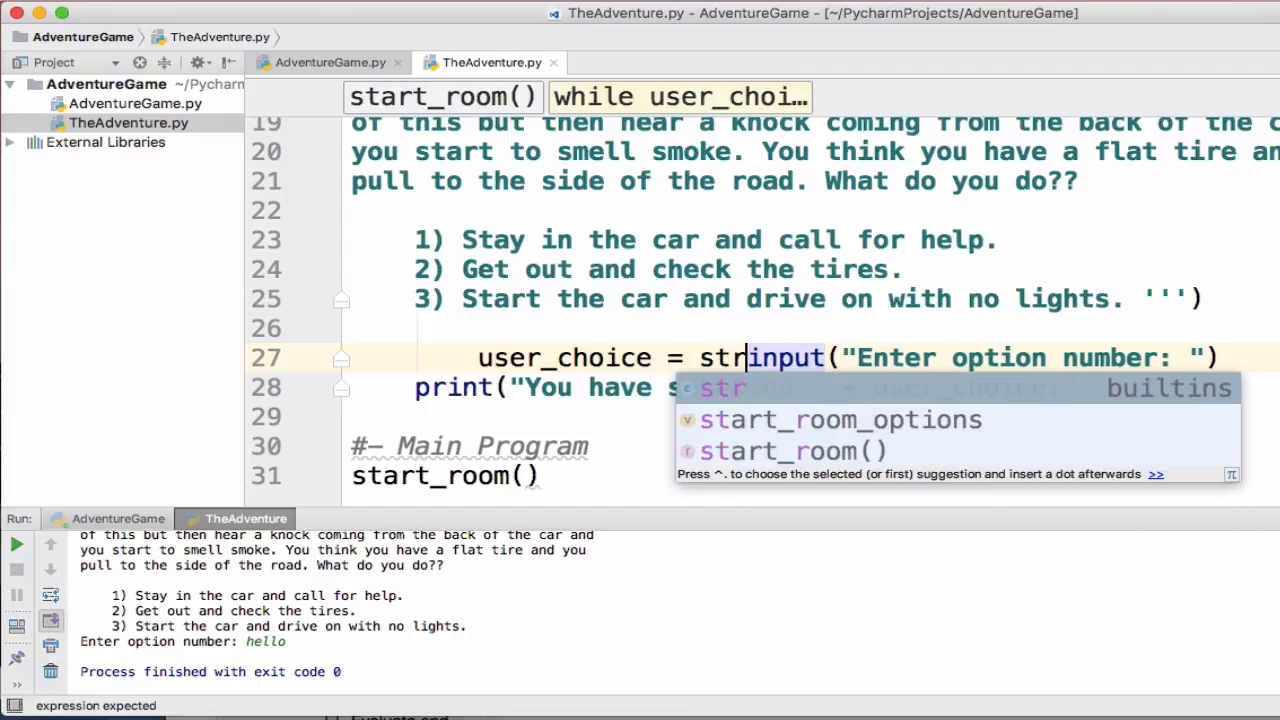 TheAdventure.py - AdventureGame - [~/PycharmProjects/AdventureGame]
AdventureGame TheAdventure.py
Project AdventureGame.py TheAdventure.py
AdventureGame ~/Pycharm
AdventureGame.py
TheAdventure.py
External Libraries
start_room() while user_choi...
19 of this but then hear a knock coming from the back of the c
20 you start to smell smoke. You think you have a flat tire an
21 pull to the side of the road. What do you do??
22
23 1) Stay in the car and call for help.
24 2) Get out and check the tires.
25 3) Start the car and drive on with no lights. ''')
26
27 user_choice = strinput("Enter option number: ")
28 print("You have s
str builtins
start_room_options
start_room()
Press ^. to choose the selected (or first) suggestion and insert a dot afterwards >> π
29
30 #– Main Program
31 start_room()
Run: AdventureGame TheAdventure
of this but then hear a knock coming from the back of the car and
you start to smell smoke. You think you have a flat tire and you
pull to the side of the road. What do you do??
1) Stay in the car and call for help.
2) Get out and check the tires.
3) Start the car and drive on with no lights.
Enter option number: hello
Process finished with exit code 0
expression expected